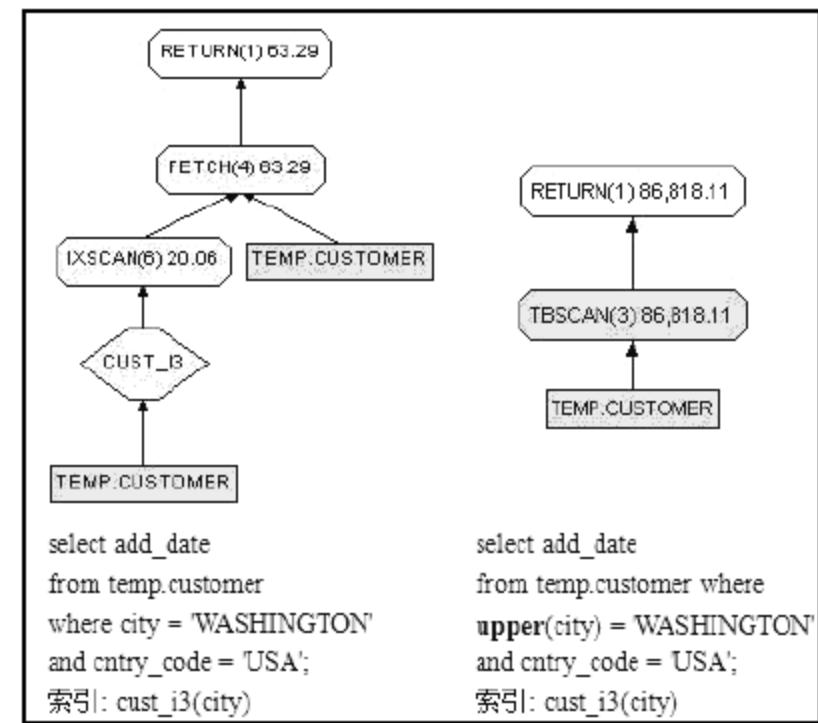 RETURN(1) 63.29
FETCH(4) 63.29
IXSCAN(6) 20.06
TEMP.CUSTOMER
CUST_I3
TEMP.CUSTOMER
select add_date
from temp.customer
where city = 'WASHINGTON'
and cntry_code = 'USA';
索引: cust_i3(city)
RETURN(1) 86,818.11
TBSCAN(3) 86,818.11
TEMP.CUSTOMER
select add_date
from temp.customer where
upper(city) = 'WASHINGTON'
and cntry_code = 'USA';
索引: cust_i3(city)